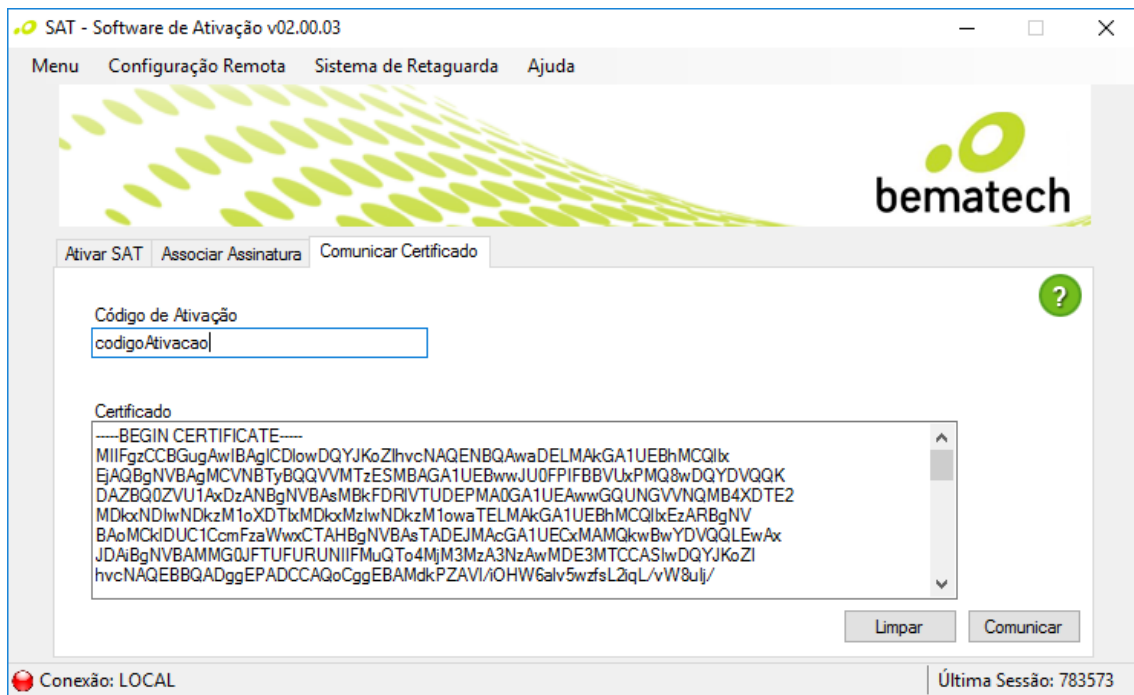 SAT - Software de Ativação v02.00.03
Menu Configuração Remota Sistema de Retaguarda Ajuda
bematech
Ativar SAT Associar Assinatura Comunicar Certificado
?
Código de Ativação
codigoAtivacao
Certificado
-----BEGIN CERTIFICATE-----
MIIFgzCCBGugAwIBAgICDlowDQYJKoZIhvcNAQENBQAwaDELMAkGA1UEBhMCQlIx
EjAQBgNVBAgMCVNBTyBQQVVMTzESMBAGA1UEBwwJU0FPIFBBVUxPMQ8wDQYDVQQK
DAZBQ0ZVU1AxDzANBgNVBAsMBkFDRlVTUDEPMA0GA1UEAwwGQUNGVVNQMB4XDTE2
MDkxNDIwNDkzM1oXDTIxMDkxMzIwNDkzM1owaTELMAkGA1UEBhMCQlIxEzARBgNV
BAoMCklDUC1CcmFzaWwxCTAHBgNVBAsTADEJMAcGA1UECxMAMQkwBwYDVQQLEwAx
JDAiBgNVBAMMG0JFTUFURUNIIFMuQTo4MjM3MzA3NzAwMDE3MTCCASIwDQYJKoZI
hvcNAQEBBQADggEPADCCAQoCggEBAMdkPZAVI/iOHW6alv5wzfsL2iqL/vW8uIj/
Limpar Comunicar
Conexão: LOCAL Última Sessão: 783573